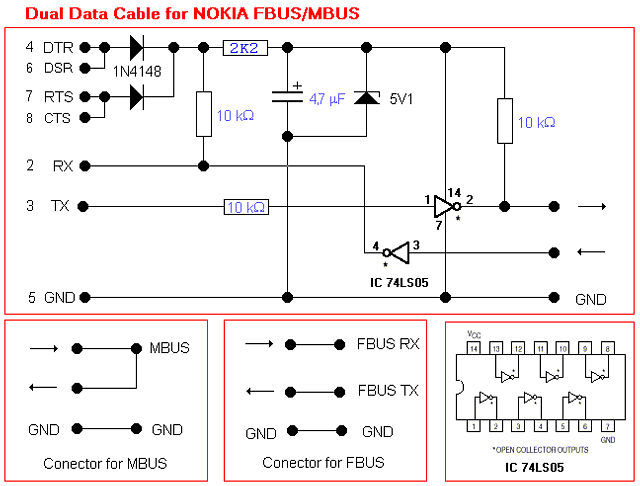 Dual Data Cable for NOKIA FBUS/MBUS
4 DTR
2K2
6 DSR
1N4148
+
4,7 µF
5V1
7 RTS
8 CTS
10 kΩ
10 kΩ
2 RX
3 TX
10 kΩ
1
14
2
*
7
4
3
*
IC 74LS05
5 GND
GND
MBUS
GND
GND
Conector for MBUS
FBUS RX
FBUS TX
GND
GND
Conector for FBUS
VCC
14 13 12 11 10 9 8
* * *
* * *
1 2 3 4 5 6 7
GND
*OPEN COLLECTOR OUTPUTS
IC 74LS05